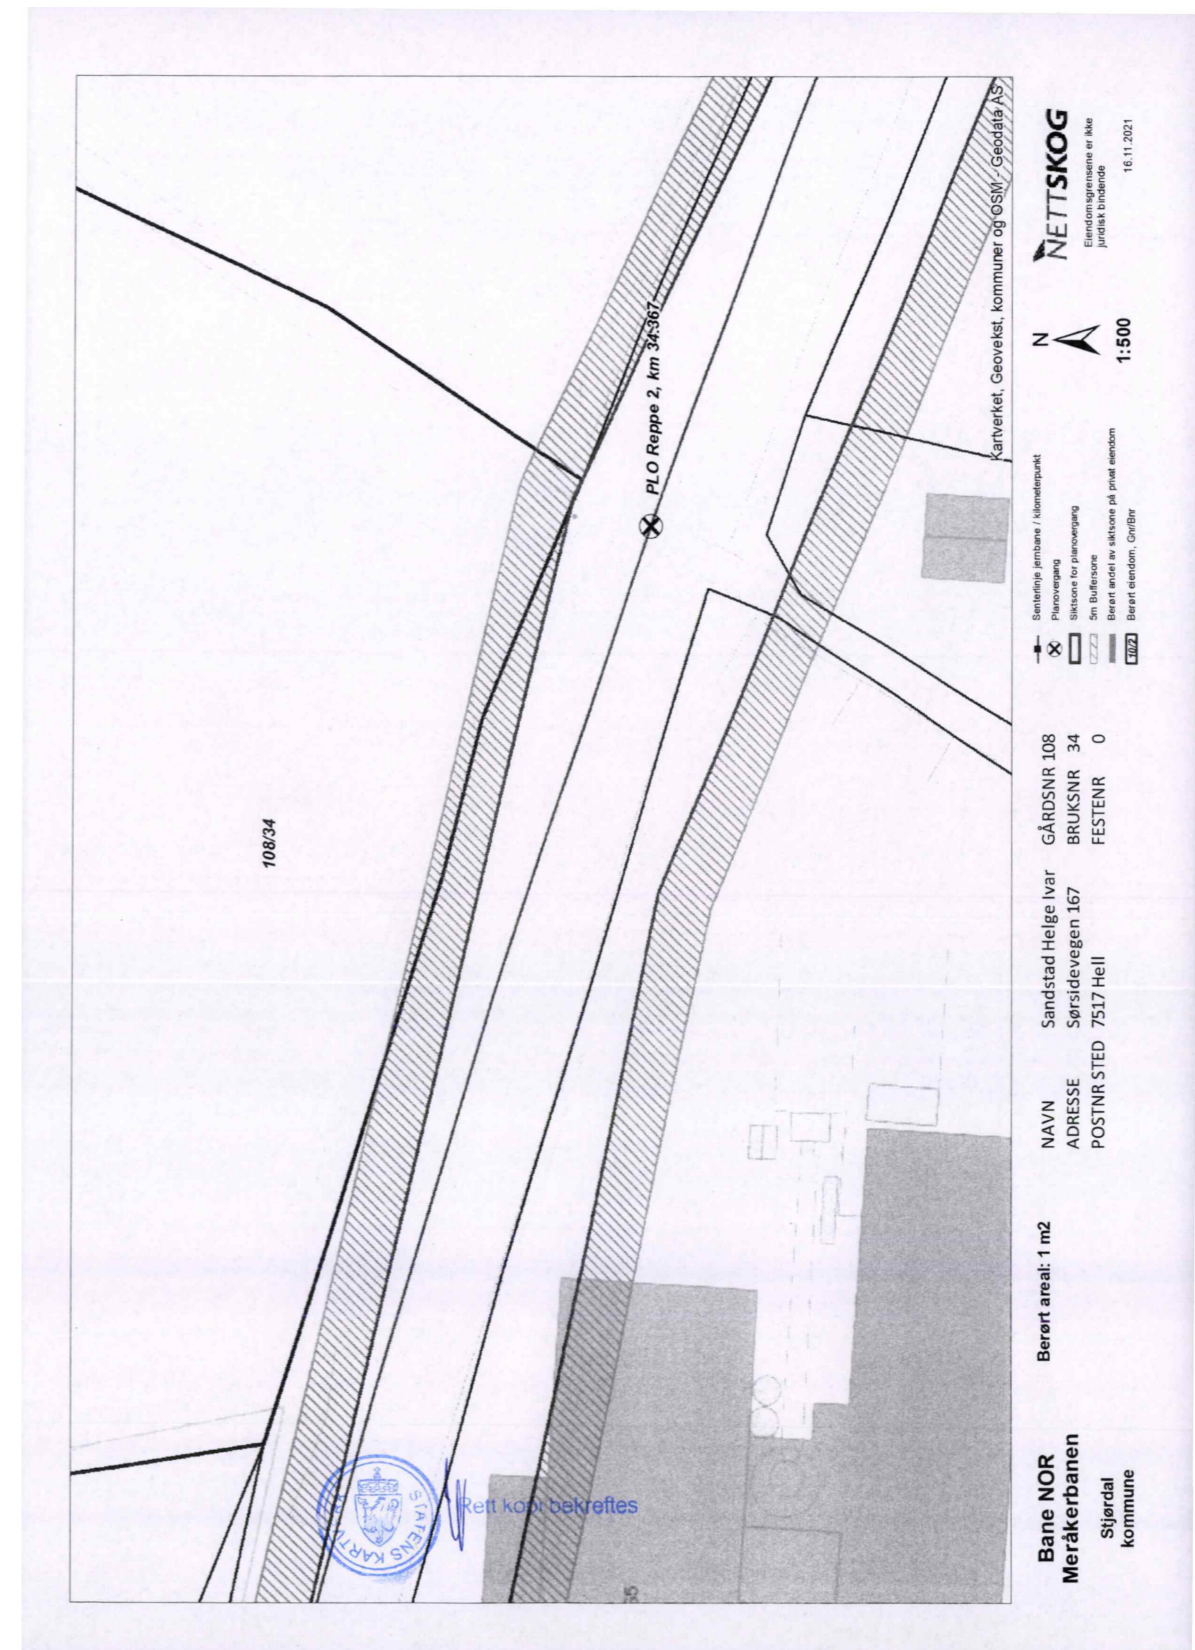 108/34
PLO Reppe 2, km 34.367
Kartverket, Geovekst, kommuner og OSM - Geodata AS
STATENS KARTV
Rett kopi bekreftes
Bane NOR
Meråkerbanen
Stjørdal
kommune
Berørt areal: 1 m2
NAVN Sandstad Helge Ivar GÅRDSNR 108
ADRESSE Sørsidevegen 167 BRUKSNR 34
POSTNR STED 7517 Hell FESTENR 0
Senterlinje jernbane / kilometerpunkt
Planovergang
Siktsone for planovergang
5m Buffersone
Berørt andel av siktsone på privat eiendom
10/2 Berørt eiendom, Gnr/Bnr
N
1:500
NETTSKOG
Eiendomsgrensene er ikke
juridisk bindende
16.11.2021